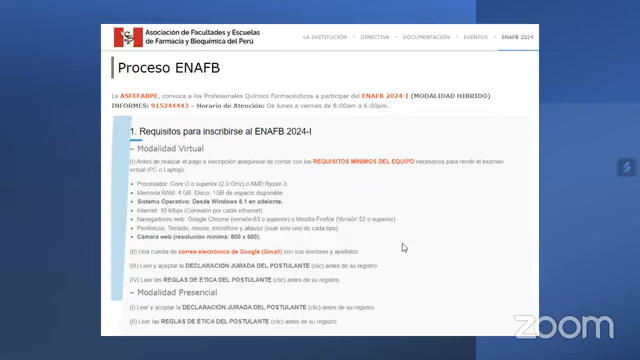 Asociación de Facultades y Escuelas
de Farmacia y Bioquímica del Perú
LA INSTITUCIÓN DIRECTIVA DOCUMENTACIÓN EVENTOS ENAFB 2024
Proceso ENAFB
La ASFEFABPE, convoca a los Profesionales Químico Farmacéuticos a participar del ENAFB 2024-I (MODALIDAD HIBRIDO)
INFORMES: 915244443 – Horario de Atención: De lunes a viernes de 8:00am a 6:00pm.
1. Requisitos para inscribirse al ENAFB 2024-I
– Modalidad Virtual
(I) Antes de realizar el pago e inscripción asegúrese de contar con los REQUISITOS MÍNIMOS DEL EQUIPO necesarios para rendir el examen
virtual (PC o Laptop):
• Procesador: Core i3 o superior (2.0 GHz) o AMD Ryzen 3.
• Memoria RAM: 4 GB. Disco: 1GB de espacio disponible.
• Sistema Operativo: Desde Windows 8.1 en adelante.
• Internet: 10 Mbps (Conexión por cable ethernet).
• Navegadores web: Google Chrome (versión 63 o superior) o Mozilla Firefox (Versión 52 o superior)
• Periféricos: Teclado, mouse, micrófono y altavoz (usar solo uno de cada tipo)
• Cámara web (resolución mínima: 800 x 600).
(II) Una cuenta de correo electrónico de Google (Gmail) con sus nombres y apellidos.
(III) Leer y aceptar la DECLARACIÓN JURADA DEL POSTULANTE (clic) antes de su registro.
(IV) Leer las REGLAS DE ÉTICA DEL POSTULANTE (clic) antes de su registro.
– Modalidad Presencial
(I) Leer y aceptar la DECLARACIÓN JURADA DEL POSTULANTE (clic) antes de su registro.
(II) Leer las REGLAS DE ÉTICA DEL POSTULANTE (clic) antes de su registro.
zoom